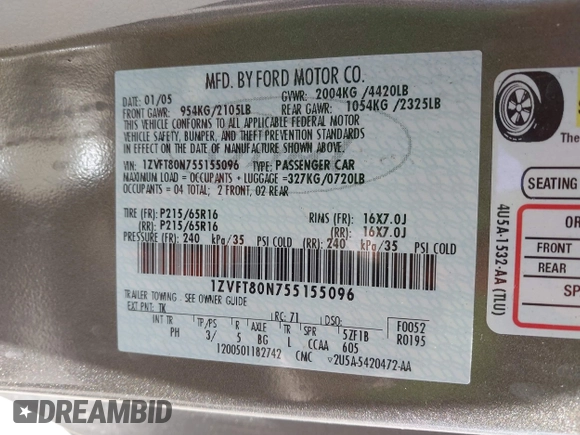 MFD. BY FORD MOTOR CO.
DATE: 01/05 GVWR: 2004KG /4420LB
FRONT GAWR: 954KG/2105LB REAR GAWR: 1054KG /2325LB
THIS VEHICLE CONFORMS TO ALL APPLICABLE FEDERAL MOTOR
VEHICLE SAFETY, BUMPER, AND THEFT PREVENTION STANDARDS
IN EFFECT ON THE DATE OF MANUFACTURE SHOWN ABOVE.
VIN: 1ZVFT80N755155096 TYPE: PASSENGER CAR
MAXIMUM LOAD = OCCUPANTS + LUGGAGE =327KG/0720LB
OCCUPANTS = 04 TOTAL; 2 FRONT, 02 REAR
TIRE (FR): P215/65R16 RIMS (FR): 16X7.0J
(RR): P215/65R16 (RR): 16X7.0J
PRESSURE (FR): 240 kPa/35 PSI COLD (RR): 240 kPa/35 PSI COLD
1ZVFT80N755155096
TRAILER TOWING - SEE OWNER GUIDE
EXT PNT: TK RC: 71 DSO: F0052
INT TR TP/PS R AXLE TR SPR 5ZF1B R0195
PH 3/ 5 BG L CCAA 605
1200501182742 CMC v2U5A-5420472-AA
4U5A-1532-AA (TLU)
The
SEATING
OR
FRONT
REAR
SP
DREAMBID